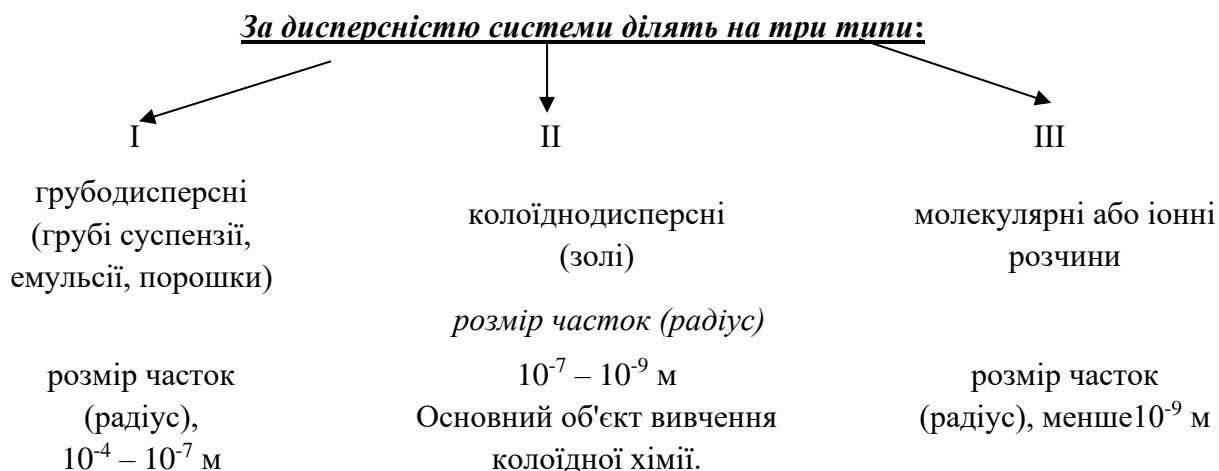 За дисперсністю системи ділять на три типи:
I
II
III
грубодисперсні
(грубі суспензії,
емульсії, порошки)
колоїднодисперсні
(золі)
молекулярні або іонні
розчини
розмір часток (радіус)
розмір часток
(радіус),
10⁻⁴ – 10⁻⁷ м
10⁻⁷ – 10⁻⁹ м
Основний об'єкт вивчення
колоїдної хімії.
розмір часток
(радіус), менше10⁻⁹ м